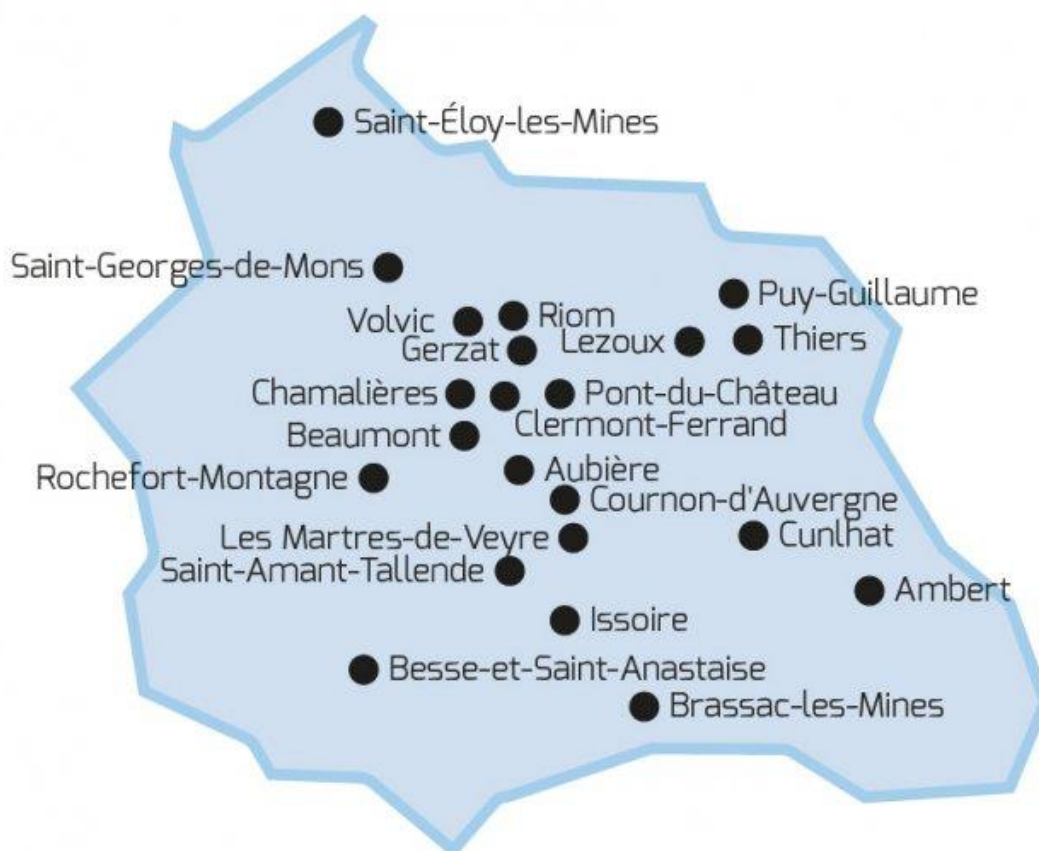 Saint-Éloy-les-Mines
Saint-Georges-de-Mons
Puy-Guillaume
Volvic
Riom
Gerzat
Lezoux
Thiers
Chamalières
Pont-du-Château
Clermont-Ferrand
Beaumont
Aubière
Rochefort-Montagne
Cournon-d'Auvergne
Les Martres-de-Veyre
Cunlhat
Saint-Amant-Tallende
Ambert
Issoire
Besse-et-Saint-Anastaise
Brassac-les-Mines